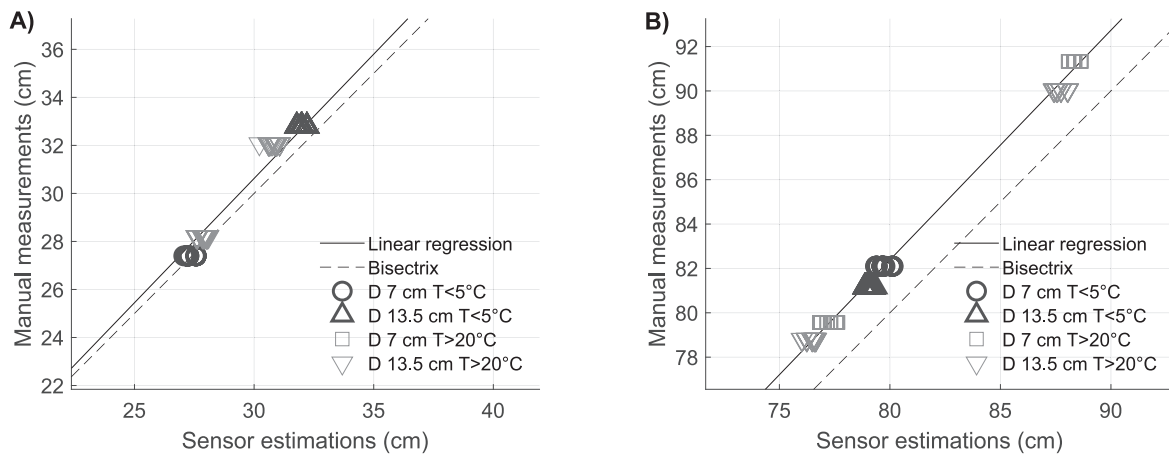 A)
Manual measurements (cm)
36
34
32
30
28
26
24
22
25
30
35
40
Sensor estimations (cm)
Linear regression
Bisectrix
D 7 cm T<5°C
D 13.5 cm T<5°C
D 7 cm T>20°C
D 13.5 cm T>20°C
B)
Manual measurements (cm)
92
90
88
86
84
82
80
78
75
80
85
90
Sensor estimations (cm)
Linear regression
Bisectrix
D 7 cm T<5°C
D 13.5 cm T<5°C
D 7 cm T>20°C
D 13.5 cm T>20°C